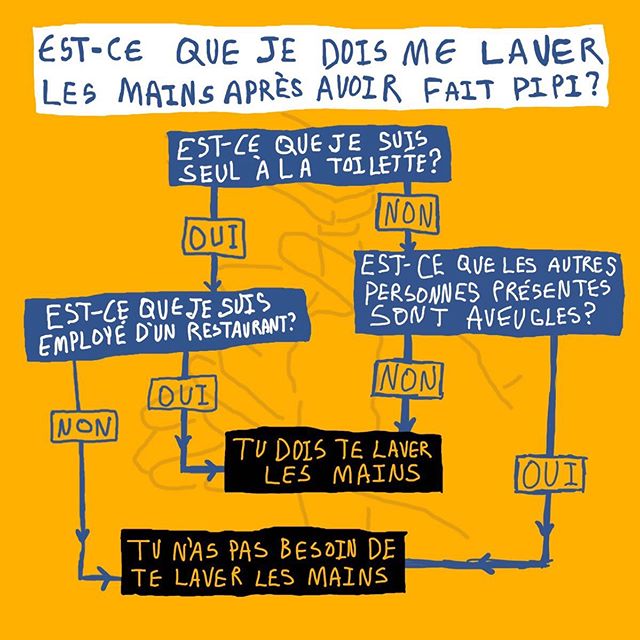 EST-CE QUE JE DOIS ME LAVER
LES MAINS APRÈS AVOIR FAIT PIPI?
EST-CE QUE JE SUIS
SEUL À LA TOILETTE?
OUI
NON
EST-CE QUE JE SUIS
EMPLOYÉ D'UN RESTAURANT?
EST-CE QUE LES AUTRES
PERSONNES PRÉSENTES
SONT AVEUGLES?
NON
OUI
NON
OUI
TU DOIS TE LAVER
LES MAINS
TU N'AS PAS BESOIN DE
TE LAVER LES MAINS